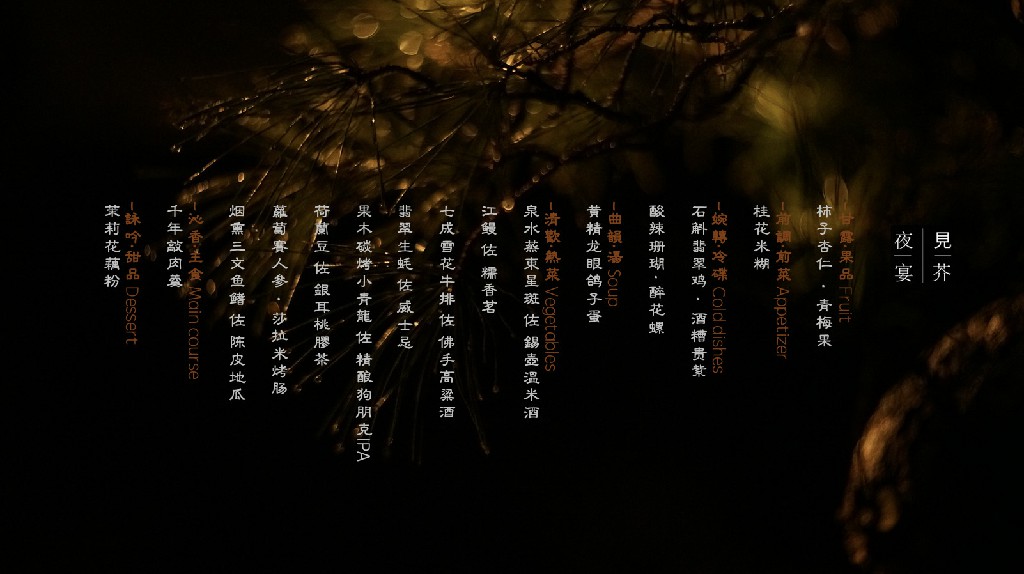 見芥
夜宴
甘露·果品 Fruit
柿子杏仁·青梅果
前菜 Appetizer
桂花米糊
婉轉·冷碟 Cold dishes
石斛翡翠鸡·酒糟贵氣
酸辣珊瑚·醉花螺
曲韻·湯 Soup
黄精龙眼鸽子蛋
清歡·熱菜 Vegetables
泉水蒸東星斑 佐 錫壺溫米酒
江鳗 佐 糯香茗
七成雪花牛排 佐 佛手高粱酒
翡翠生蚝 佐 威士忌
果木碳烤小青龍 佐 精酿狗朋克IPA
荷蘭豆 佐 銀耳桃膠茶
蘿蔔賽人參·莎拉米烤肠
烟熏三文鱼鳍 佐 陈皮地瓜
沁香·主食 Main course
千年敲肉羹
詠吟·甜品 Dessert
茉莉花藕粉